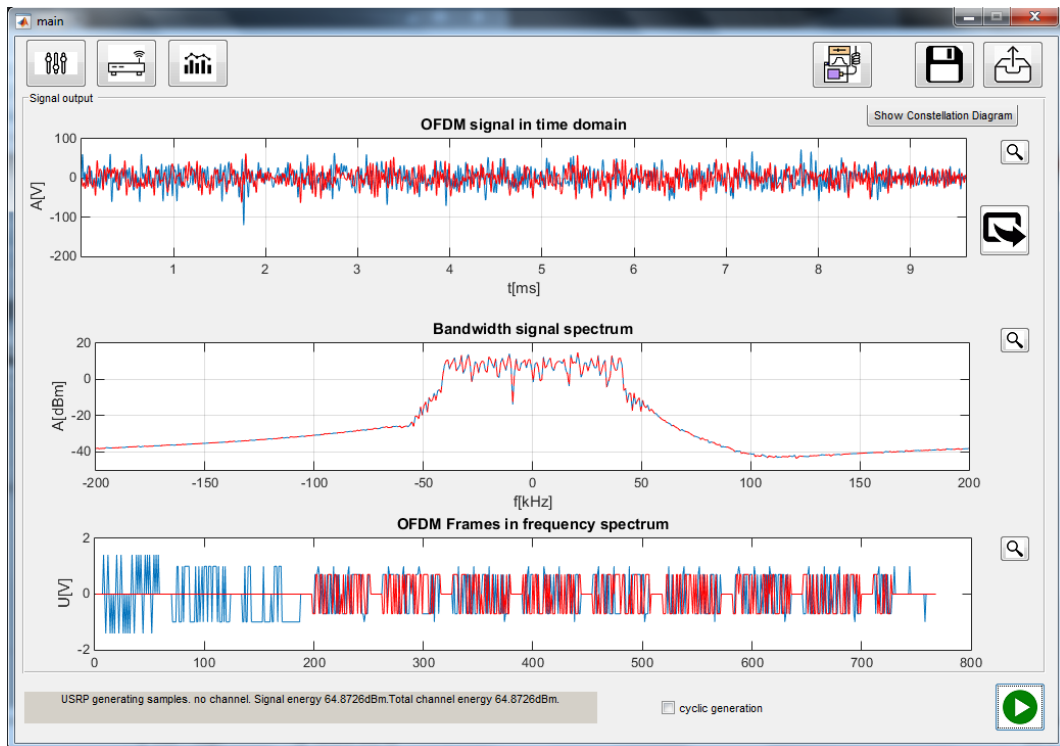 main
Signal output
Show Constellation Diagram
OFDM signal in time domain
100
0
-100
-200
A[V]
1 2 3 4 5 6 7 8 9
t[ms]
Bandwidth signal spectrum
20
0
-20
-40
A[dBm]
-200 -150 -100 -50 0 50 100 150 200
f[kHz]
OFDM Frames in frequency spectrum
2
0
-2
U[V]
0 100 200 300 400 500 600 700 800
USRP generating samples. no channel. Signal energy 64.8726dBm.Total channel energy 64.8726dBm.
cyclic generation